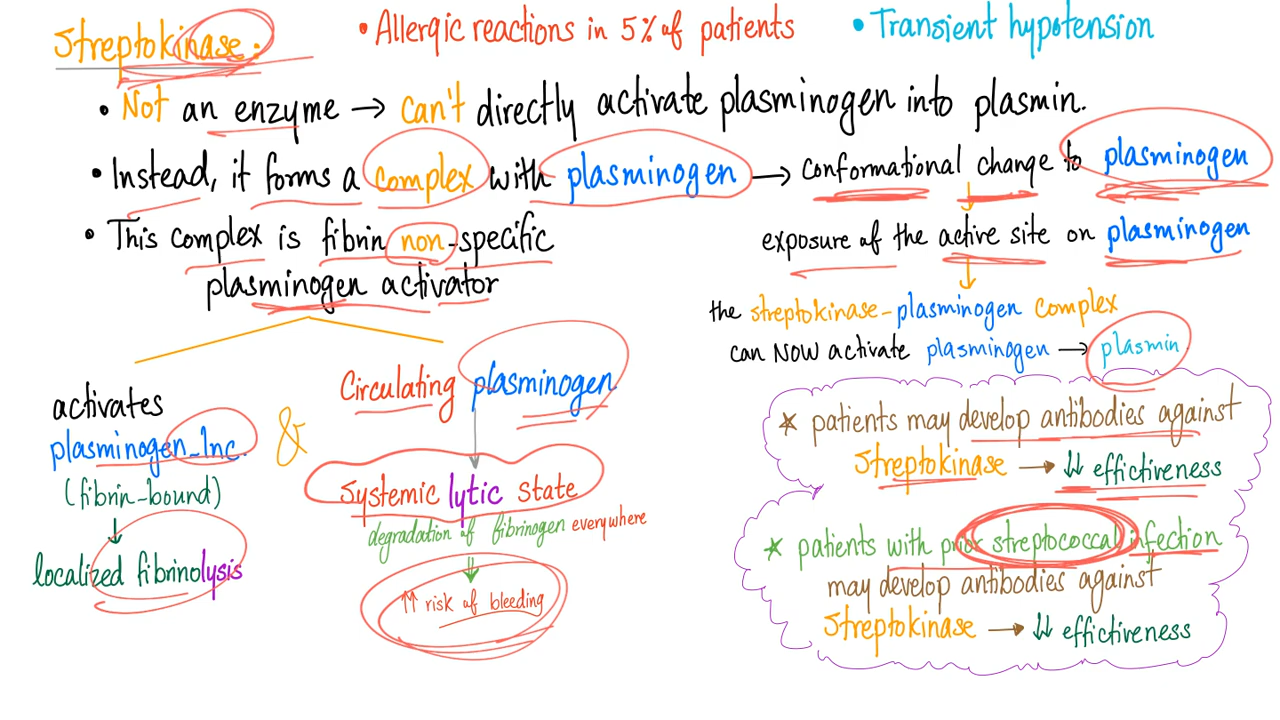 Streptokinase:
• Allergic reactions in 5% of patients
• Transient hypotension
• Not an enzyme → can't directly activate plasminogen into plasmin.
• Instead, it forms a complex with plasminogen → conformational change to plasminogen
exposure of the active site on plasminogen
the streptokinase-plasminogen complex
can NOW activate plasminogen → plasmin
• This complex is fibrin non-specific
plasminogen activator
activates
plasminogen_Inc.
(fibrin-bound)
↓
localized fibrinolysis
&
Circulating plasminogen
systemic lytic state
degradation of fibrinogen everywhere
↑↑ risk of bleeding
* patients may develop antibodies against
Streptokinase → ↓↓ effictiveness
* patients with prior streptococcal infection
may develop antibodies against
Streptokinase → ↓↓ effictiveness